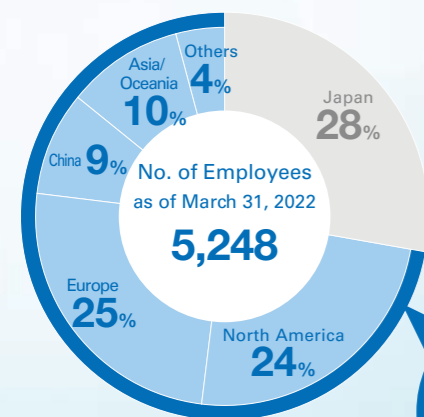 Others
4%
Asia/
Oceania
10%
Japan
28%
China 9%
No. of Employees
as of March 31, 2022
5,248
Europe
25%
North America
24%